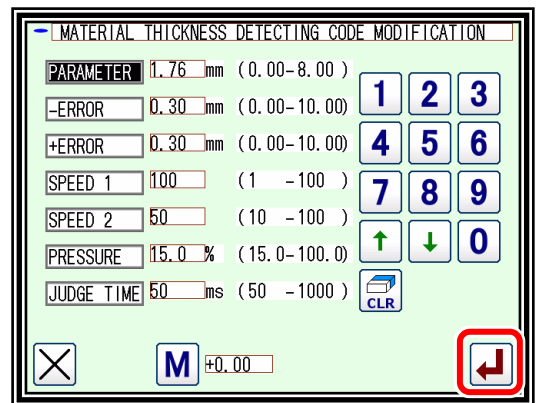 MATERIAL THICKNESS DETECTING CODE MODIFICATION
PARAMETER 1.76 mm (0.00-8.00 )
-ERROR 0.30 mm (0.00-10.00)
+ERROR 0.30 mm (0.00-10.00)
SPEED 1 100 (1 -100 )
SPEED 2 50 (10 -100 )
PRESSURE 15.0 % (15.0-100.0)
JUDGE TIME 50 ms (50 -1000 )
1 2 3
4 5 6
7 8 9
↑ ↓ 0
CLR
M +0.00